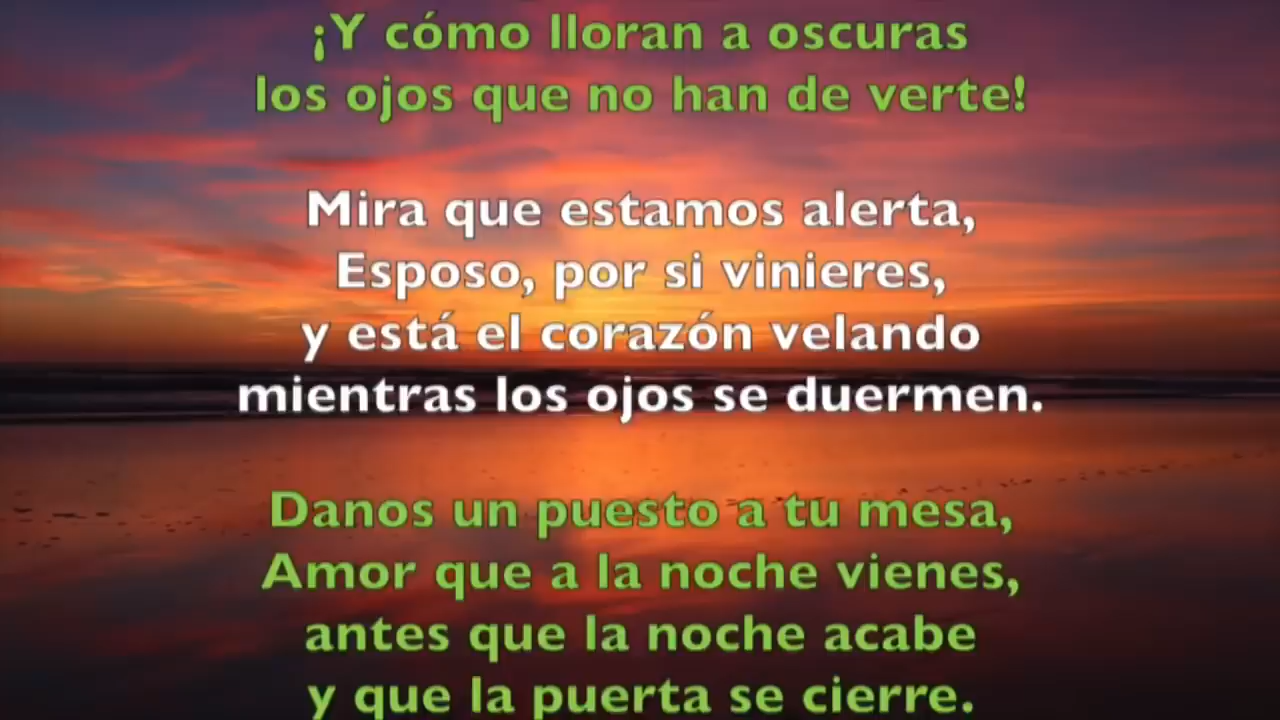 ¡Y cómo lloran a oscuras
los ojos que no han de verte!
Mira que estamos alerta,
Esposo, por si vinieres,
y está el corazón velando
mientras los ojos se duermen.
Danos un puesto a tu mesa,
Amor que a la noche vienes,
antes que la noche acabe
y que la puerta se cierre.